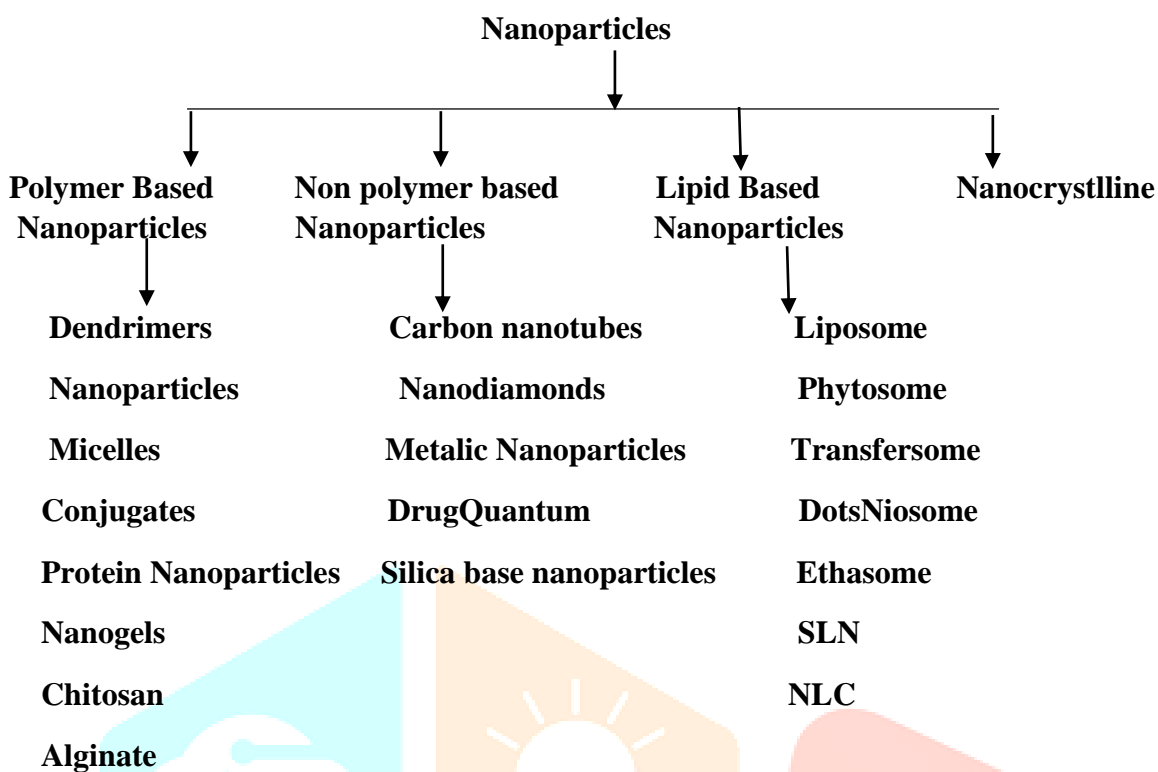 Nanoparticles
Polymer Based Non polymer based Lipid Based Nanocrystlline
Nanoparticles Nanoparticles Nanoparticles
Dendrimers Carbon nanotubes Liposome
Nanoparticles Nanodiamonds Phytosome
Micelles Metalic Nanoparticles Transfersome
Conjugates DrugQuantum DotsNiosome
Protein Nanoparticles Silica base nanoparticles Ethasome
Nanogels SLN
Chitosan NLC
Alginate